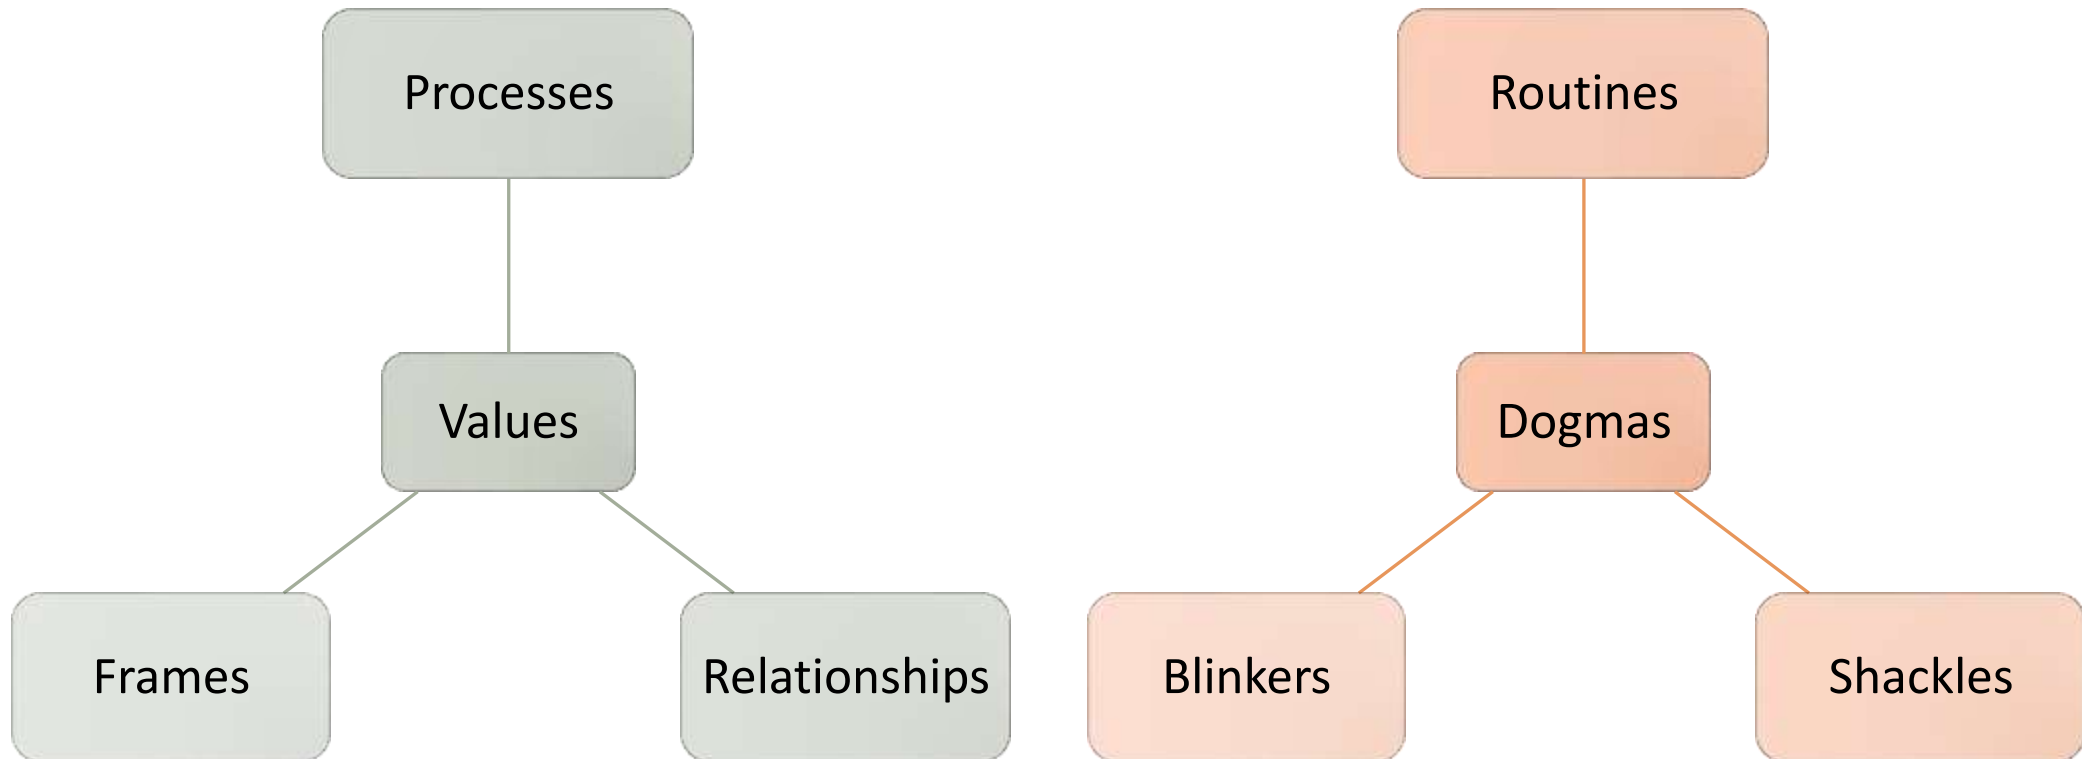 Processes
Values
Frames
Relationships
Routines
Dogmas
Blinkers
Shackles